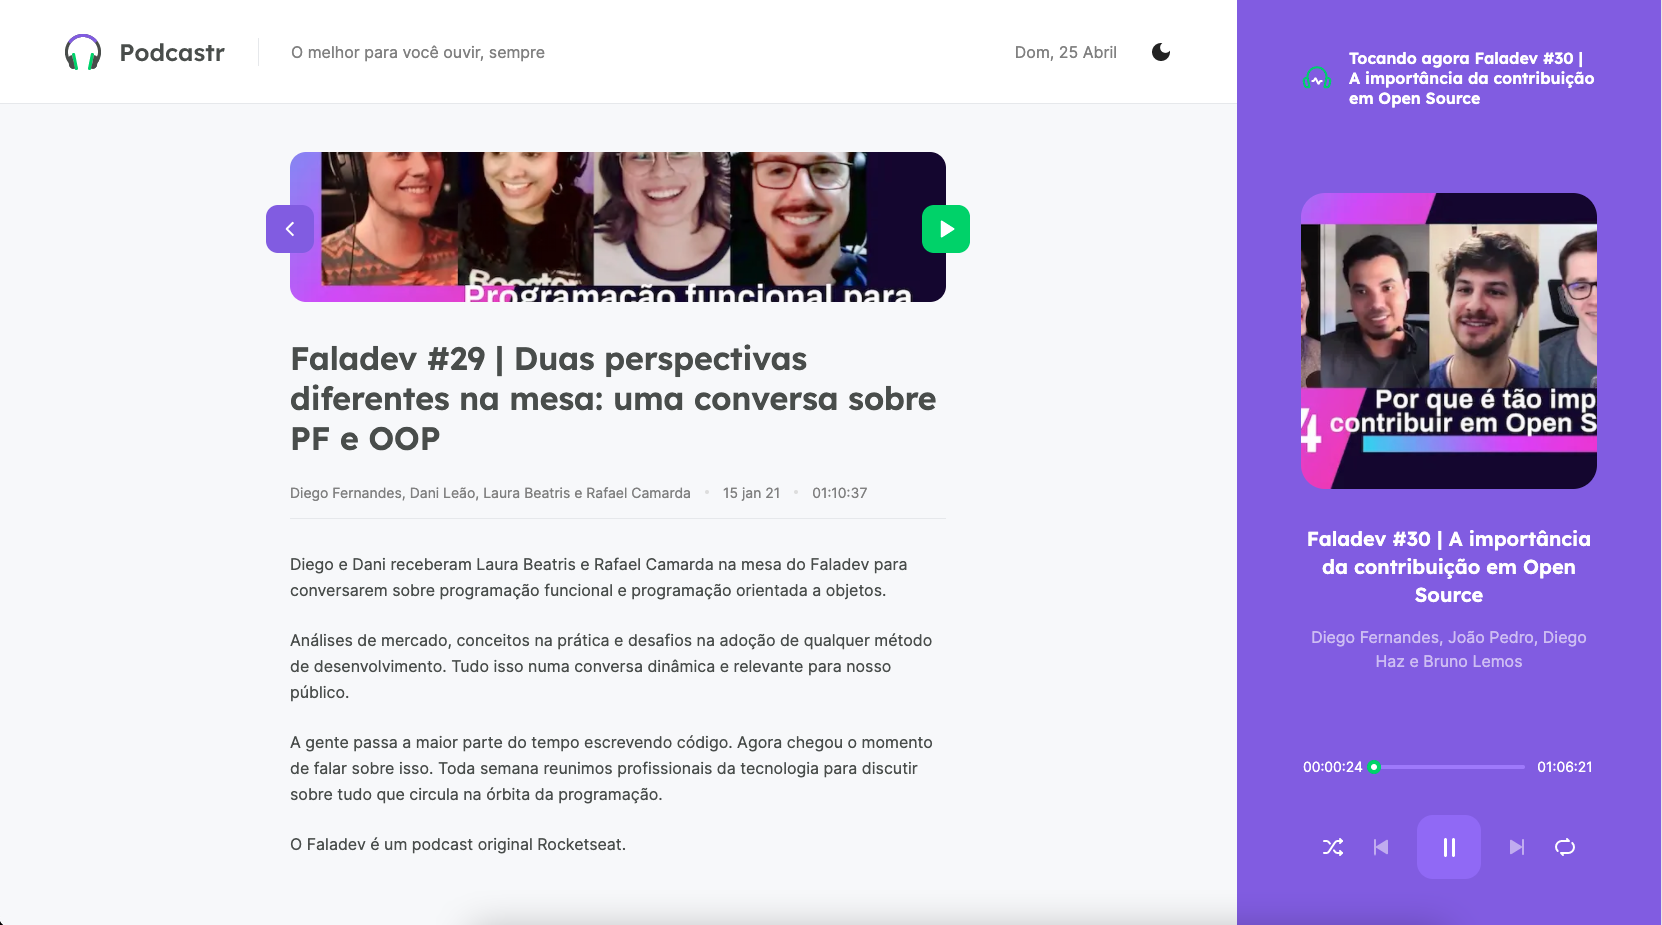 Podcastr
O melhor para você ouvir, sempre
Dom, 25 Abril
Programação funcional para
Faladev #29 | Duas perspectivas
diferentes na mesa: uma conversa sobre
PF e OOP
Diego Fernandes, Dani Leão, Laura Beatris e Rafael Camarda • 15 jan 21 • 01:10:37
Diego e Dani receberam Laura Beatris e Rafael Camarda na mesa do Faladev para
conversarem sobre programação funcional e programação orientada a objetos.
Análises de mercado, conceitos na prática e desafios na adoção de qualquer método
de desenvolvimento. Tudo isso numa conversa dinâmica e relevante para nosso
público.
A gente passa a maior parte do tempo escrevendo código. Agora chegou o momento
de falar sobre isso. Toda semana reunimos profissionais da tecnologia para discutir
sobre tudo que circula na órbita da programação.
O Faladev é um podcast original Rocketseat.
Tocando agora Faladev #30 |
A importância da contribuição
em Open Source
Por que é tão imp
4 contribuir em Open S
Faladev #30 | A importância
da contribuição em Open
Source
Diego Fernandes, João Pedro, Diego
Haz e Bruno Lemos
00:00:24 01:06:21